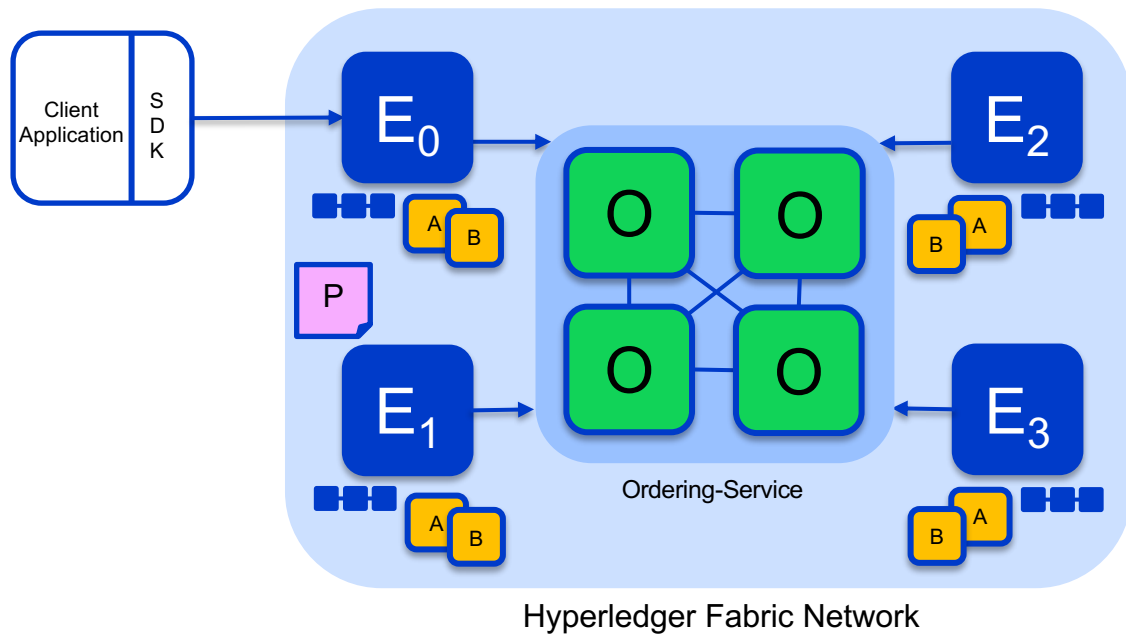 Client
Application
S
D
K
E0
E2
A
B
A
B
P
O
O
O
O
E1
E3
A
B
A
B
Ordering-Service
Hyperledger Fabric Network